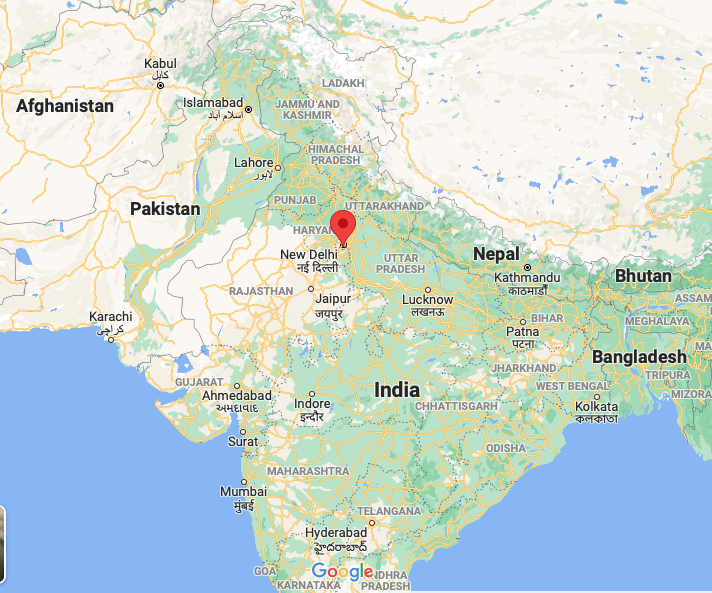 Kabul
کابل
Afghanistan
LADAKH
Islamabad
اسلام آباد
JAMMU AND
KASHMIR
HIMACHAL
PRADESH
Lahore
لاہور
PUNJAB
UTTARAKHAND
Pakistan
HARYAN
New Delhi
नई दिल्ली
UTTAR
PRADESH
Nepal
Kathmandu
काठमाडौं
Bhutan
RAJASTHAN
Jaipur
जयपुर
Lucknow
लखनऊ
ASSAM
Karachi
کراچی
BIHAR
Patna
पटना
MEGHALAYA
Bangladesh
JHARKHAND
TRIPURA
GUJARAT
Ahmedabad
અમદાવાદ
India
WEST BENGAL
MIZORA
Indore
इन्दौर
CHHATTISGARH
Kolkata
কলকাতা
Surat
ODISHA
MAHARASHTRA
Mumbai
मुंबई
TELANGANA
Hyderabad
హైదరాబాద్
GOA
Google
KARNATAKA
ANDHRA
PRADESH